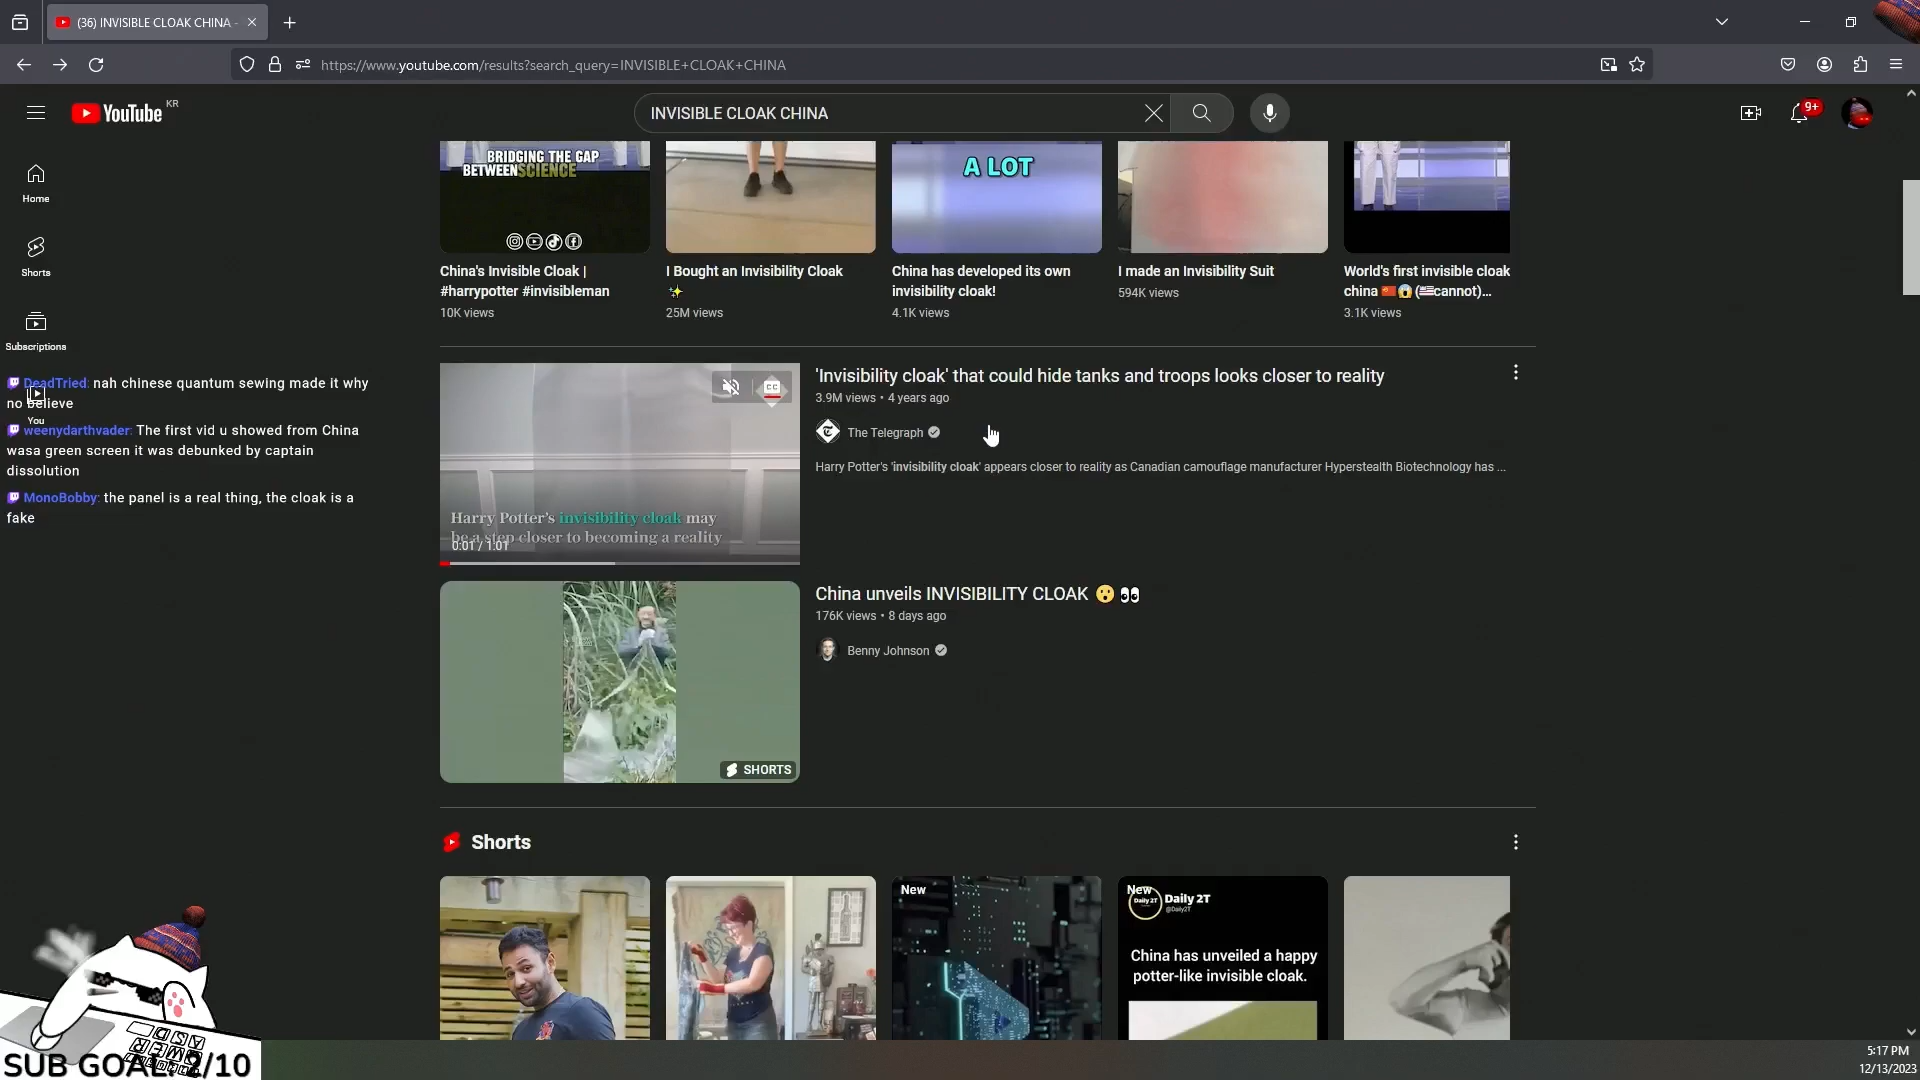 (36) INVISIBLE CLOAK CHINA -
https://www.youtube.com/results?search_query=INVISIBLE+CLOAK+CHINA
YouTube KR
INVISIBLE CLOAK CHINA
9+
Home
Shorts
Subscriptions
You
BRIDGING THE GAP
BETWEEN SCIENCE
China's Invisible Cloak |
#harrypotter #invisibleman
10K views
I Bought an Invisibility Cloak
✨
25M views
A LOT
China has developed its own
invisibility cloak!
4.1K views
I made an Invisibility Suit
594K views
World's first invisible cloak
china 🇨🇳😱(🇺🇸cannot)...
3.1K views
DeadTried: nah chinese quantum sewing made it why
no believe
weenydarthvader: The first vid u showed from China
wasa green screen it was debunked by captain
dissolution
MonoBobby: the panel is a real thing, the cloak is a
fake
CC
Harry Potter's invisibility cloak may
be a step closer to becoming a reality
0:01 / 1:01
'Invisibility cloak' that could hide tanks and troops looks closer to reality
3.9M views • 4 years ago
The Telegraph
Harry Potter's 'invisibility cloak' appears closer to reality as Canadian camouflage manufacturer Hyperstealth Biotechnology has ...
SHORTS
China unveils INVISIBILITY CLOAK 😮 👀
176K views • 8 days ago
Benny Johnson
Shorts
New
New
Daily 2T
Daily 2T
@Daily2T
China has unveiled a happy
potter-like invisible cloak.
SUB GOAL: 2/10
5:17 PM
12/13/2023